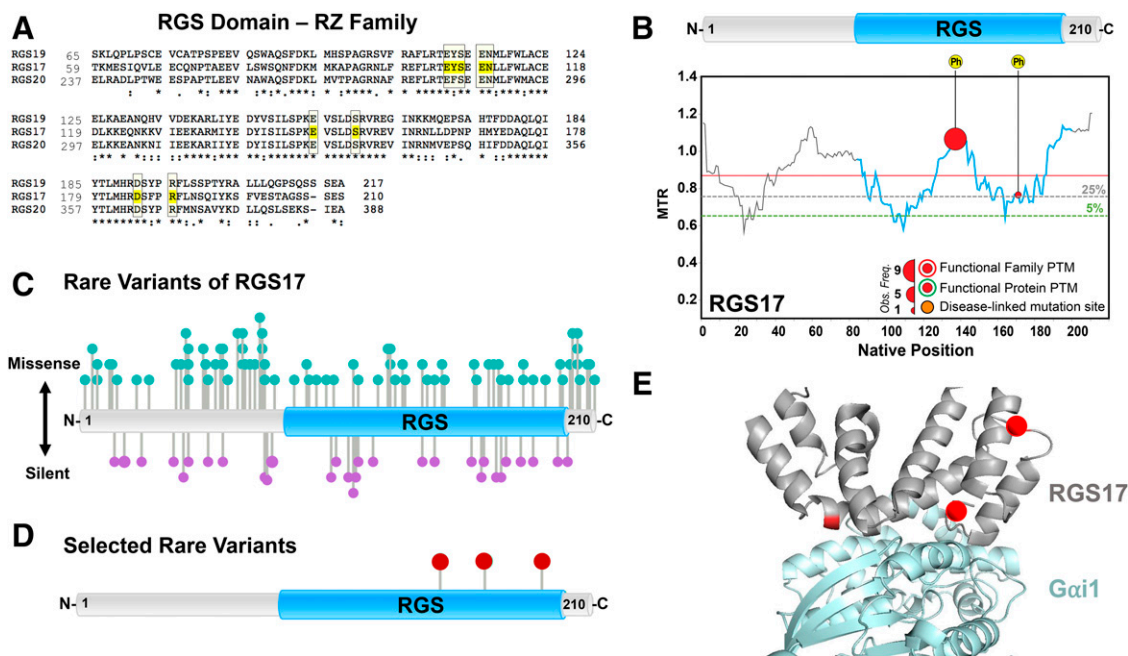 A
RGS Domain – RZ Family
RGS19 65 SKLQPLPSCE VCATPSPEEV QSWAQSFDKL MHSPAGRSVF RAFLRTEYSE ENMLFWLACE 124
RGS17 59 TKMESIQVLE ECQNPTAEEV LSWSQNFDKM MKAPAGRNLF REFLRTEYSE ENLLFWLACE 118
RGS20 237 ELRADLPTWE ESPAPTLEEV NAWAQSFDKL MVTPAGRNAF REFLRTEFSE ENMLFWMACE 296
RGS19 125 ELKAEANQHV VDEKARLIYE DYVSILSPKE VSLDSRVREG INKKMQEPSA HTFDDAQLQI 184
RGS17 119 DLKKEQNKKV IEEKARMIYE DYISILSPKE VSLDSRVREV INRNLLDPNP HMYEDAQLQI 178
RGS20 297 ELKKEANKNI IEEKARIIYE DYISILSPKE VSLDSRVREV INRNMVEPSQ HIFDDAQLQI 356
RGS19 185 YTLMHRDSYP RFLSSPTYRA LLLQGPSQSS SEA 217
RGS17 179 YTLMHRDSFP RFLNSQIYKS FVESTAGSS- SES 210
RGS20 357 YTLMHRDSYP RFMNSAVYKD LLQSLSEKS- IEA 388
B
N- 1 RGS 210 -C
Ph Ph
1.4
1.2
1.0
0.8
0.6
0.4
0.2
MTR
25%
5%
Obs. Freq.
9
5
1
Functional Family PTM
Functional Protein PTM
Disease-linked mutation site
RGS17
0 20 40 60 80 100 120 140 160 180 200
Native Position
C
Rare Variants of RGS17
Missense
N- 1 RGS 210 -C
Silent
D
Selected Rare Variants
N- 1 RGS 210 -C
E
RGS17
Gαi1